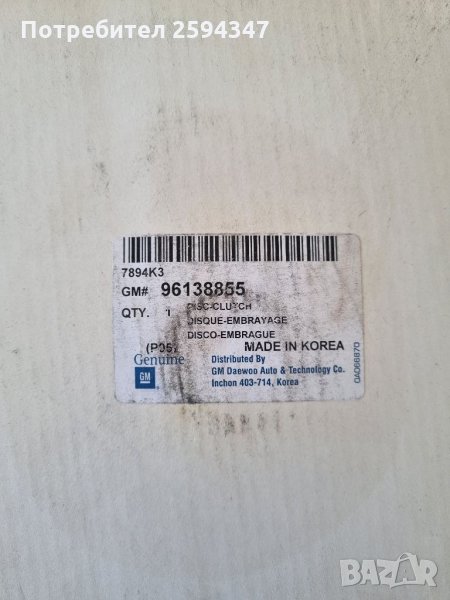 Потребител 2594347
7894K3
GM# 96138855
QTY. 1 DISC-CLUTCH
DISQUE-EMBRAYAGE
DISCO-EMBRAGUE
(P05) MADE IN KOREA
Genuine
GM
Distributed By
GM Daewoo Auto & Technology Co.
Inchon 403-714, Korea
0A066870
BAZAR